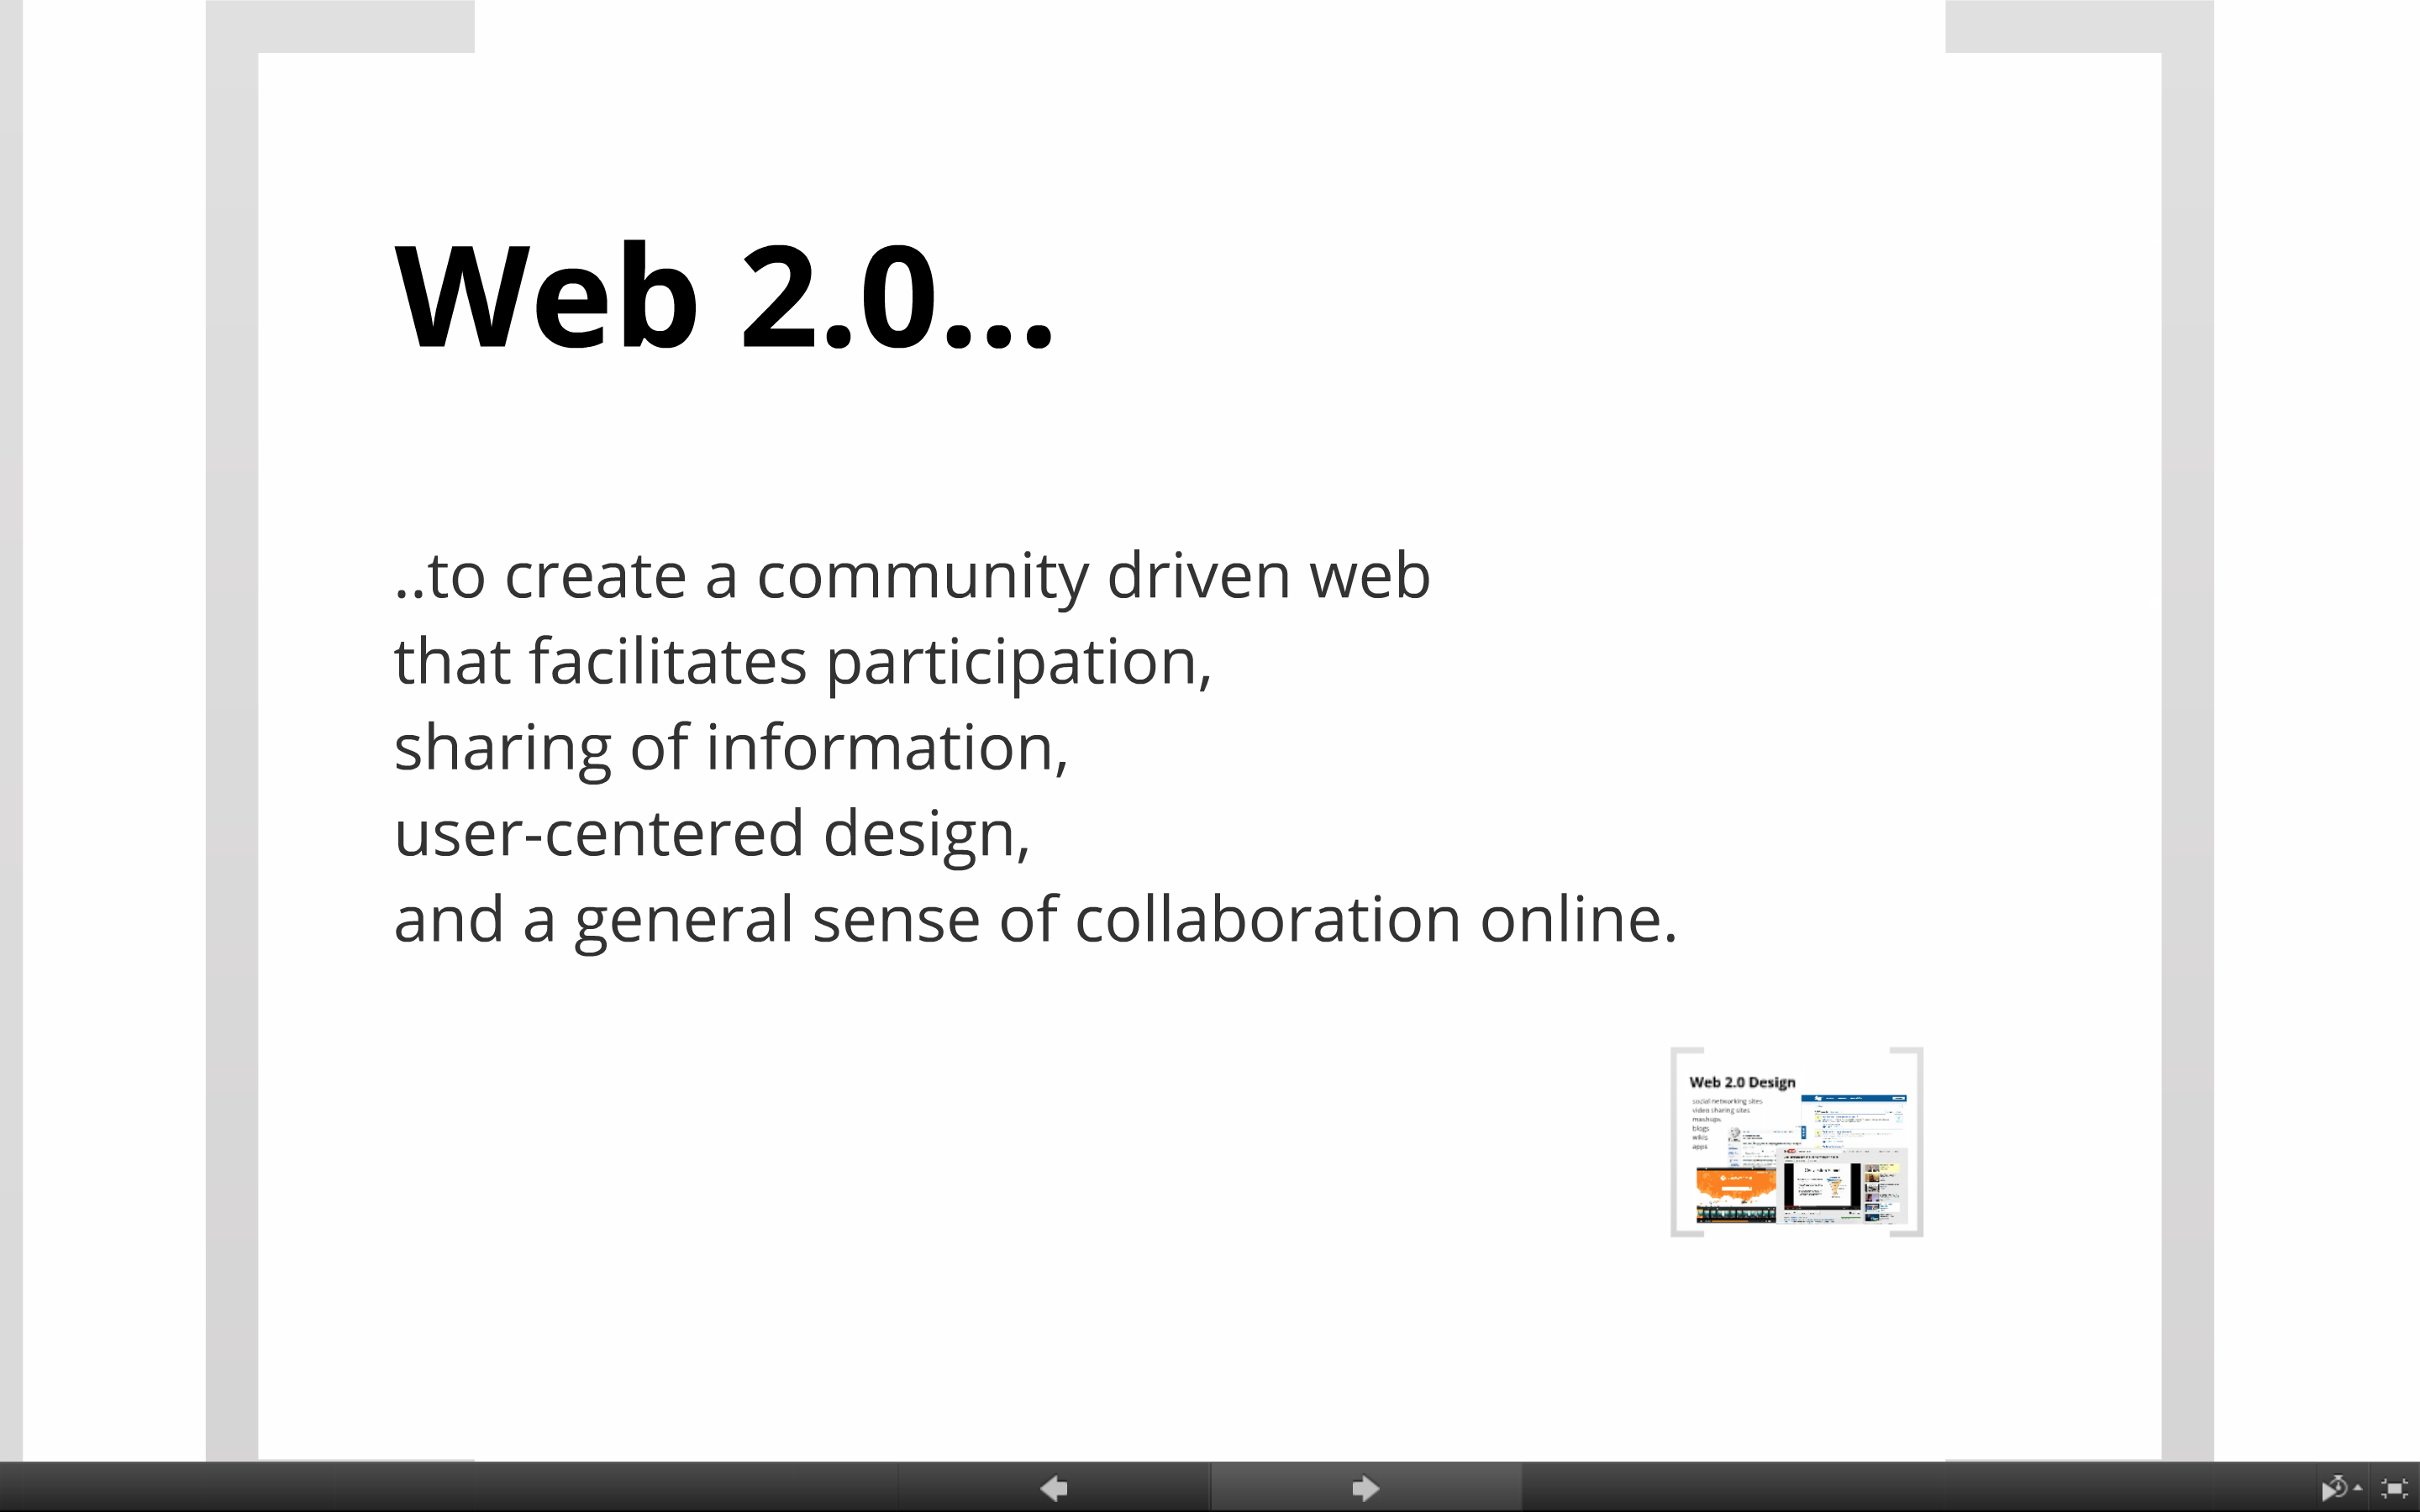 Web 2.0...
..to create a community driven web
that facilitates participation,
sharing of information,
user-centered design,
and a general sense of collaboration online.
Web 2.0 Design
social networking sites
video sharing sites
mashups
blogs
wikis
apps